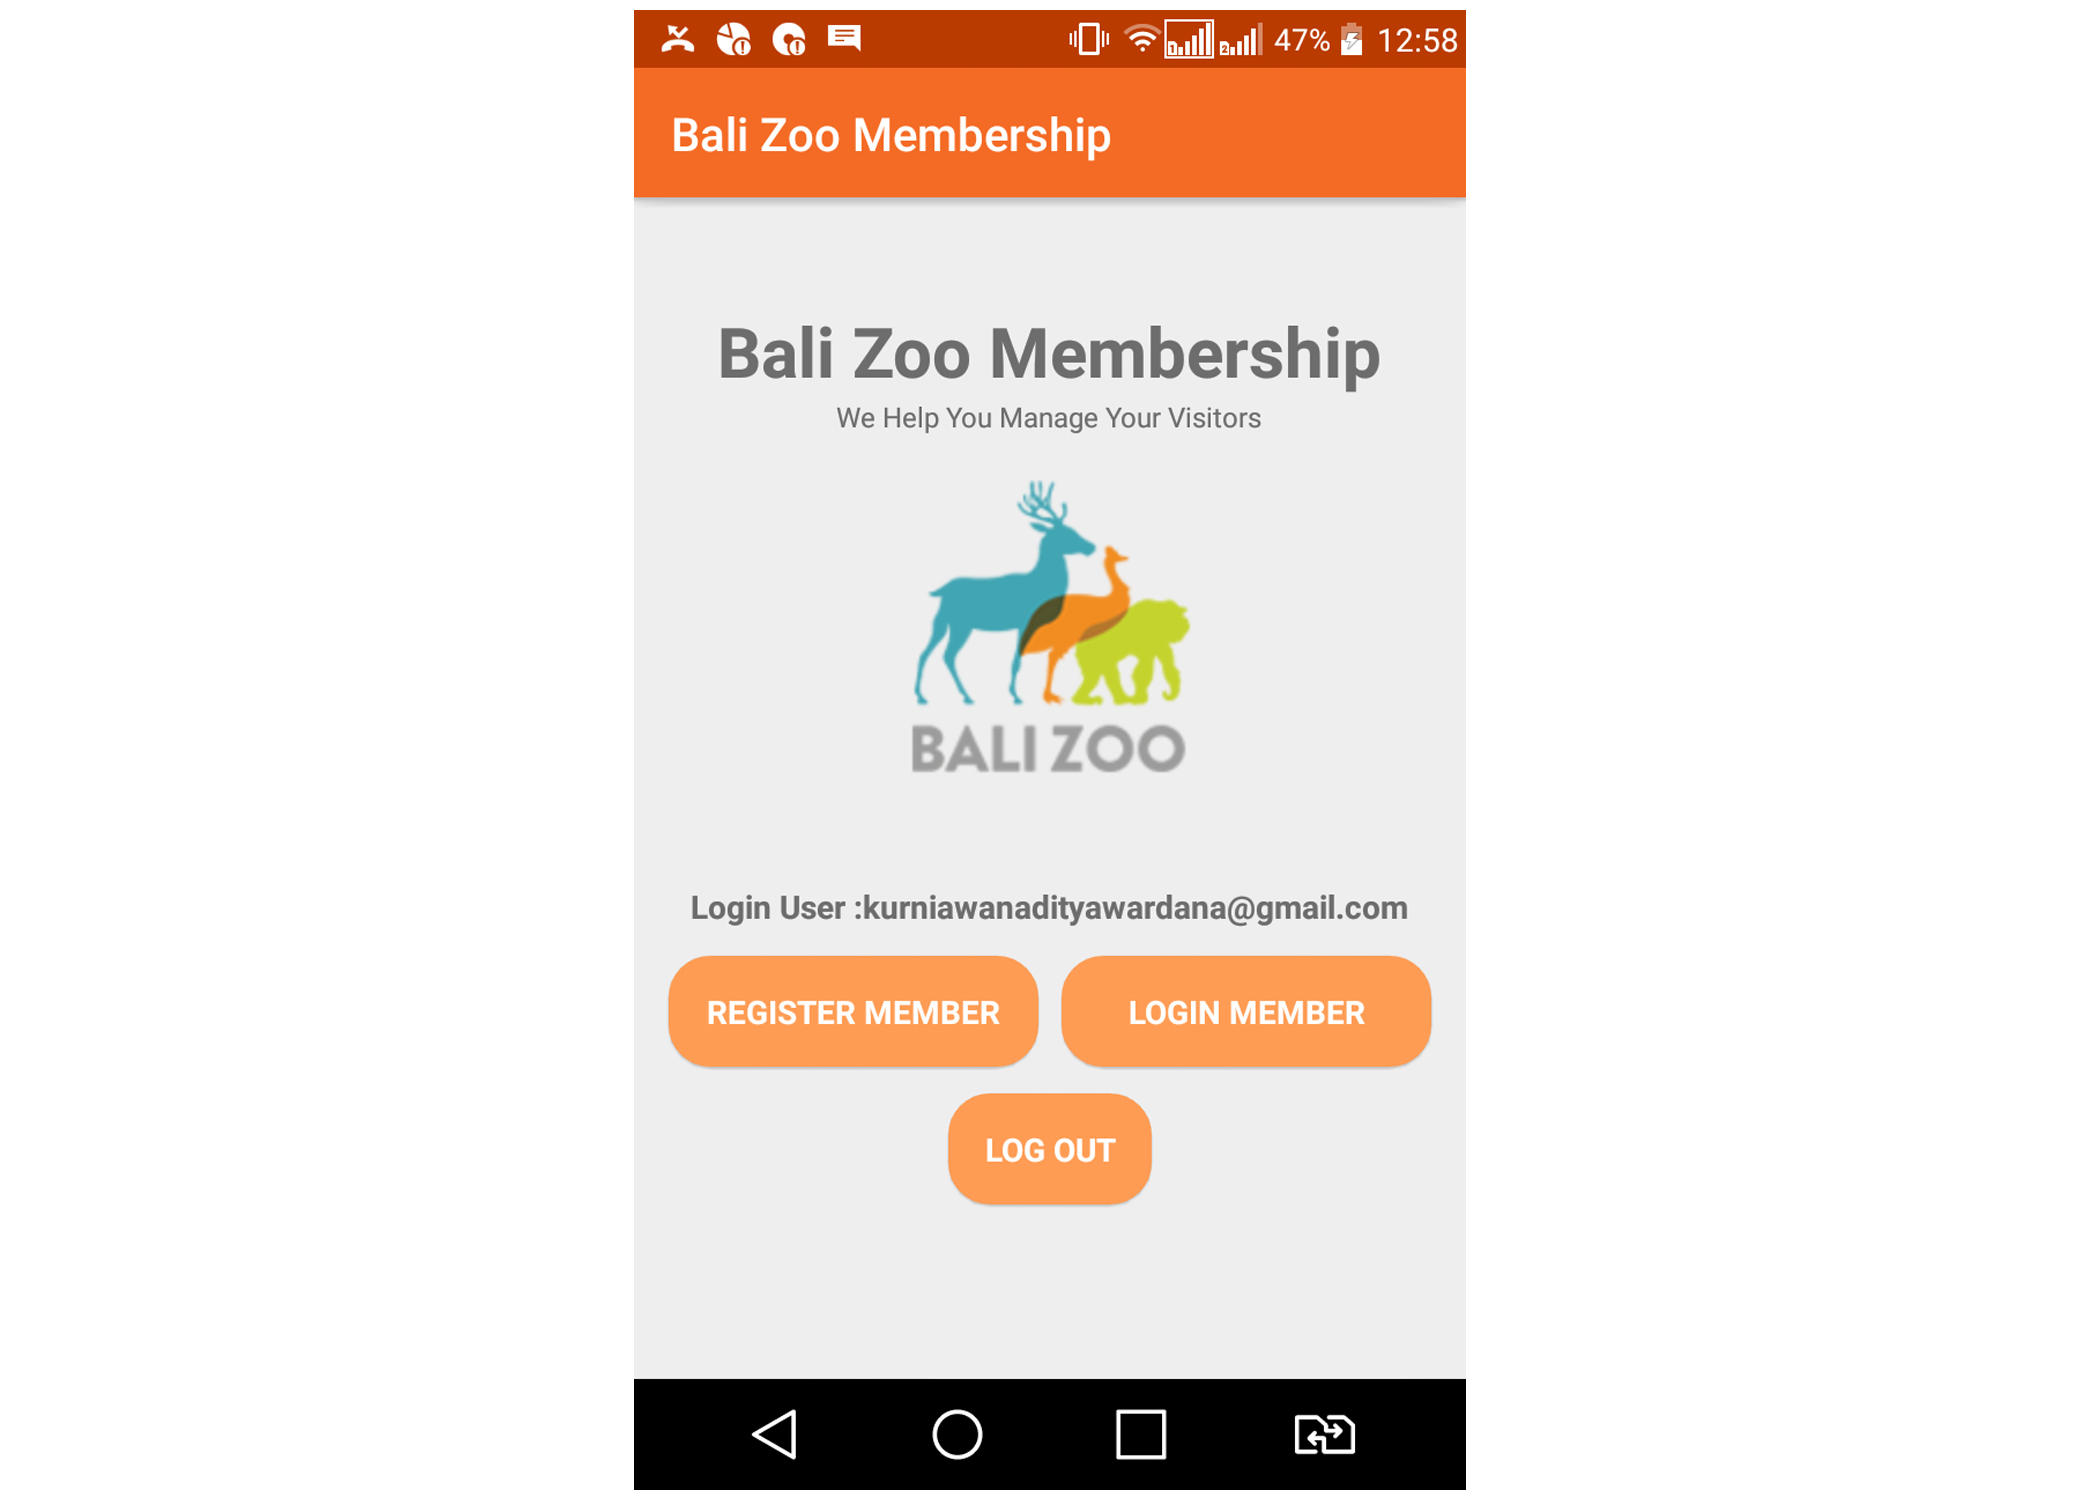 47% 12:58
Bali Zoo Membership
Bali Zoo Membership
We Help You Manage Your Visitors
BALI ZOO
Login User :kurniawanadityawardana@gmail.com
REGISTER MEMBER LOGIN MEMBER
LOG OUT